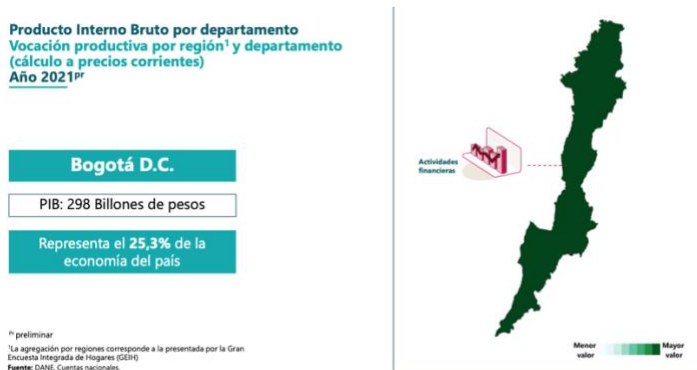 Producto Interno Bruto por departamento
Vocación productiva por región¹ y departamento
(cálculo a precios corrientes)
Año 2021ᵖʳ
Bogotá D.C.
PIB: 298 Billones de pesos
Representa el 25,3% de la
economía del país
Actividades
financieras
Menor
valor
Mayor
valor
ᴾʳ preliminar
¹La agregación por regiones corresponde a la presentada por la Gran
Encuesta Integrada de Hogares (GEIH)
Fuente: DANE, Cuentas nacionales.